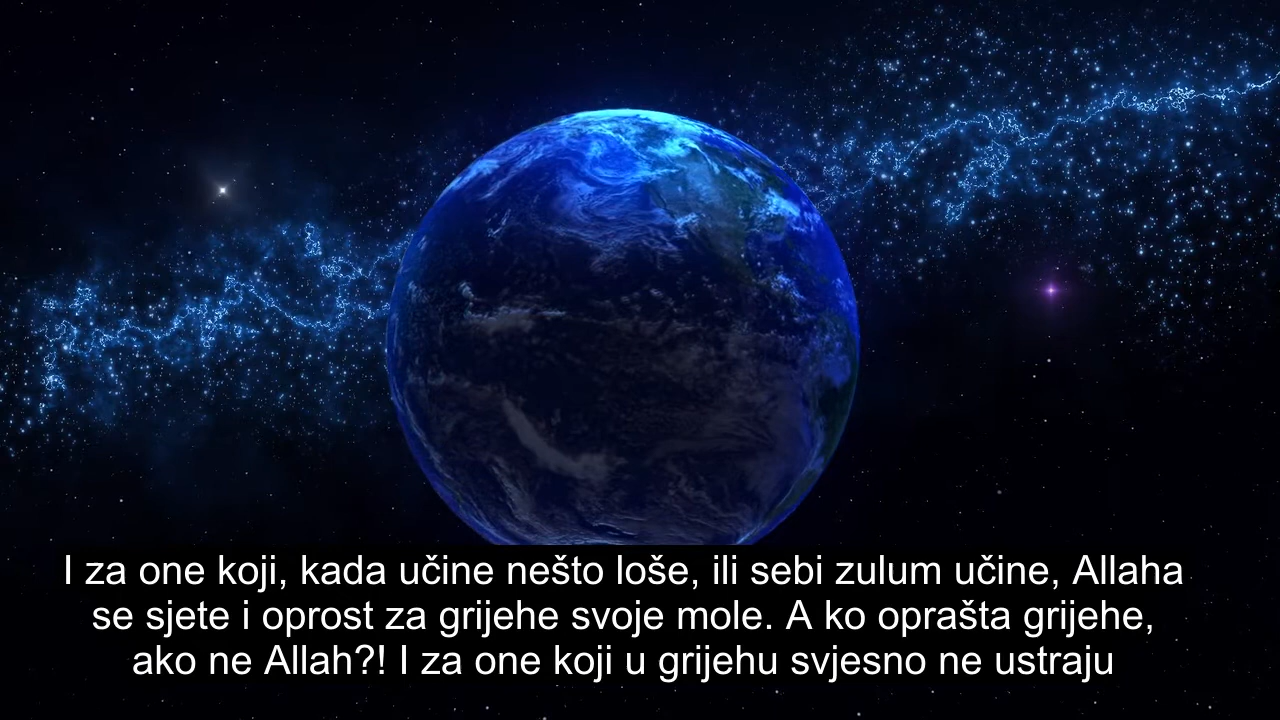 I za one koji, kada učine nešto loše, ili sebi zulum učine, Allaha
se sjete i oprost za grijehe svoje mole. A ko oprašta grijehe,
ako ne Allah?! I za one koji u grijehu svjesno ne ustraju